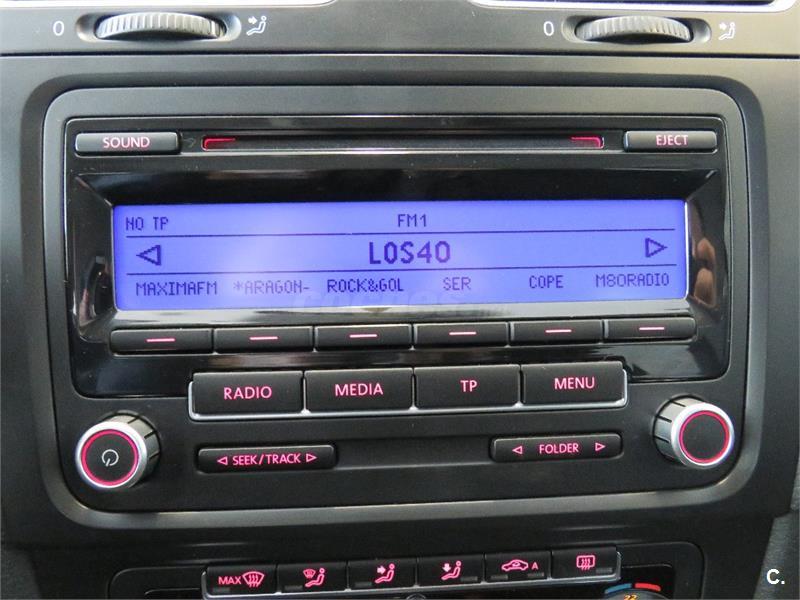 0 0
SOUND EJECT
NO TP FM1
LOS40
MAXIMAFM *ARAGON- ROCK&GOL SER COPE M80RADIO
RADIO MEDIA TP MENU
SEEK/TRACK FOLDER
MAX A
22
C.